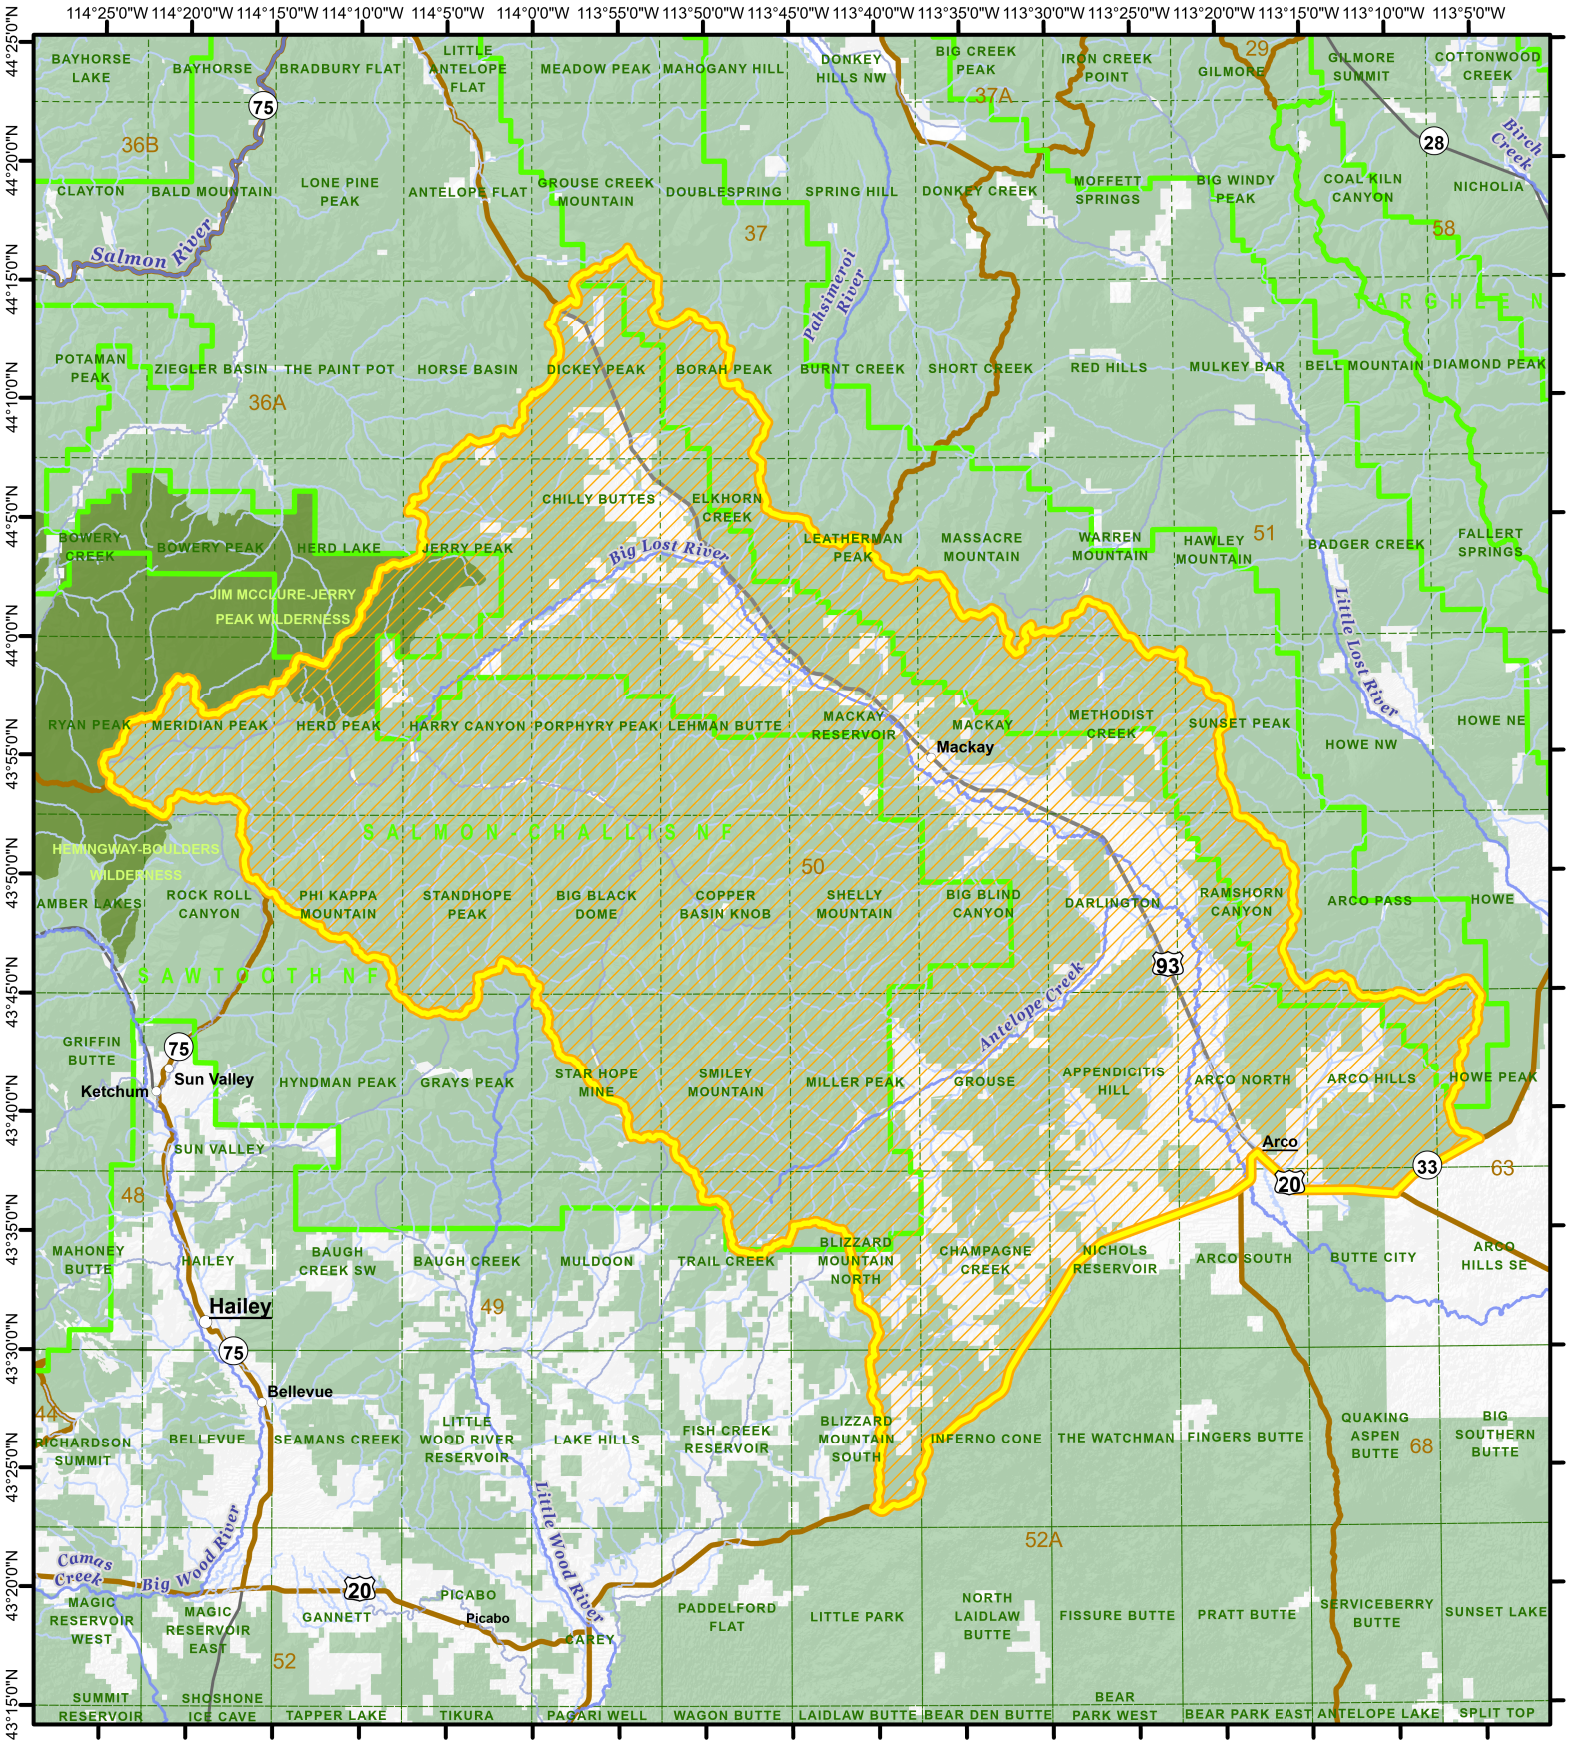 114°25'0"W 114°20'0"W 114°15'0"W 114°10'0"W 114°5'0"W 114°0'0"W 113°55'0"W 113°50'0"W 113°45'0"W 113°40'0"W 113°35'0"W 113°30'0"W 113°25'0"W 113°20'0"W 113°15'0"W 113°10'0"W 113°5'0"W
44°25'0"N
44°20'0"N
44°15'0"N
44°10'0"N
44°5'0"N
44°0'0"N
43°55'0"N
43°50'0"N
43°45'0"N
43°40'0"N
43°35'0"N
43°30'0"N
43°25'0"N
43°20'0"N
43°15'0"N
BAYHORSE
LAKE
BAYHORSE
BRADBURY FLAT
LITTLE
ANTELOPE
FLAT
MEADOW PEAK
MAHOGANY HILL
DONKEY
HILLS NW
BIG CREEK
PEAK
37A
IRON CREEK
POINT
GILMORE
29
GILMORE
SUMMIT
COTTONWOOD
CREEK
75
36B
28
Birch
Creek
CLAYTON
BALD MOUNTAIN
LONE PINE
PEAK
ANTELOPE FLAT
GROUSE CREEK
MOUNTAIN
DOUBLESPRING
SPRING HILL
DONKEY CREEK
MOFFETT
SPRINGS
BIG WINDY
PEAK
COAL KILN
CANYON
NICHOLIA
37
58
Salmon River
Pahsimeroi
River
TARGHEE N
POTAMAN
PEAK
ZIEGLER BASIN
THE PAINT POT
HORSE BASIN
DICKEY PEAK
BORAH PEAK
BURNT CREEK
SHORT CREEK
RED HILLS
MULKEY BAR
BELL MOUNTAIN
DIAMOND PEAK
36A
CHILLY BUTTES
ELKHORN
CREEK
BOWERY
CREEK
BOWERY PEAK
HERD LAKE
JERRY PEAK
Big Lost River
LEATHERMAN
PEAK
MASSACRE
MOUNTAIN
WARREN
MOUNTAIN
HAWLEY
MOUNTAIN
51
BADGER CREEK
FALLERT
SPRINGS
JIM MCCLURE-JERRY
PEAK WILDERNESS
Little Lost River
RYAN PEAK
MERIDIAN PEAK
HERD PEAK
HARRY CANYON
PORPHYRY PEAK
LEHMAN BUTTE
MACKAY
RESERVOIR
MACKAY
METHODIST
CREEK
SUNSET PEAK
HOWE NW
HOWE NE
Mackay
SALMON-CHALLIS NF
HEMINGWAY-BOULDERS
WILDERNESS
50
AMBER LAKES
ROCK ROLL
CANYON
PHI KAPPA
MOUNTAIN
STANDHOPE
PEAK
BIG BLACK
DOME
COPPER
BASIN KNOB
SHELLY
MOUNTAIN
BIG BLIND
CANYON
DARLINGTON
RAMSHORN
CANYON
ARCO PASS
HOWE
93
SAWTOOTH NF
Antelope Creek
GRIFFIN
BUTTE
75
Sun Valley
Ketchum
HYNDMAN PEAK
GRAYS PEAK
STAR HOPE
MINE
SMILEY
MOUNTAIN
MILLER PEAK
GROUSE
APPENDICITIS
HILL
ARCO NORTH
ARCO HILLS
HOWE PEAK
SUN VALLEY
Arco
33
20
63
48
MAHONEY
BUTTE
HAILEY
BAUGH
CREEK SW
BAUGH CREEK
MULDOON
TRAIL CREEK
BLIZZARD
MOUNTAIN
NORTH
CHAMPAGNE
CREEK
NICHOLS
RESERVOIR
ARCO SOUTH
BUTTE CITY
ARCO
HILLS SE
Hailey
49
75
Bellevue
44
RICHARDSON
SUMMIT
BELLEVUE
SEAMANS CREEK
LITTLE
WOOD RIVER
RESERVOIR
LAKE HILLS
FISH CREEK
RESERVOIR
BLIZZARD
MOUNTAIN
SOUTH
INFERNO CONE
THE WATCHMAN
FINGERS BUTTE
QUAKING
ASPEN
BUTTE
68
BIG
SOUTHERN
BUTTE
Little Wood River
52A
Camas
Creek
Big Wood River
20
MAGIC
RESERVOIR
WEST
MAGIC
RESERVOIR
EAST
GANNETT
PICABO
Picabo
CAREY
PADDELFORD
FLAT
LITTLE PARK
NORTH
LAIDLAW
BUTTE
FISSURE BUTTE
PRATT BUTTE
SERVICEBERRY
BUTTE
SUNSET LAKE
52
SUMMIT
RESERVOIR
SHOSHONE
ICE CAVE
TAPPER LAKE
TIKURA
PAGARI WELL
WAGON BUTTE
LAIDLAW BUTTE
BEAR DEN BUTTE
BEAR
PARK WEST
BEAR PARK EAST
ANTELOPE LAKE
SPLIT TOP